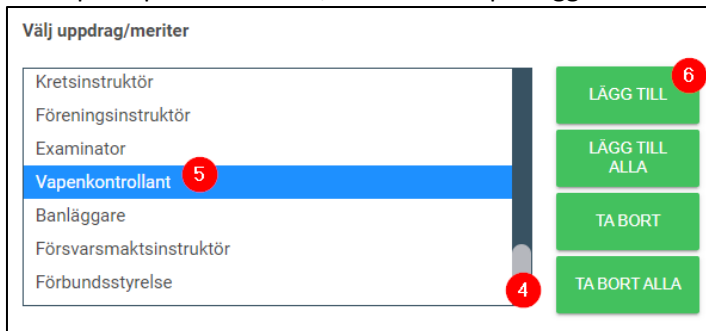 Välj uppdrag/meriter
Kretsinstruktör
Föreningsinstruktör
Examinator
Vapenkontrollant
5
Banläggare
Försvarsmaktsinstruktör
Förbundsstyrelse
4
LÄGG TILL
6
LÄGG TILL
ALLA
TA BORT
TA BORT ALLA